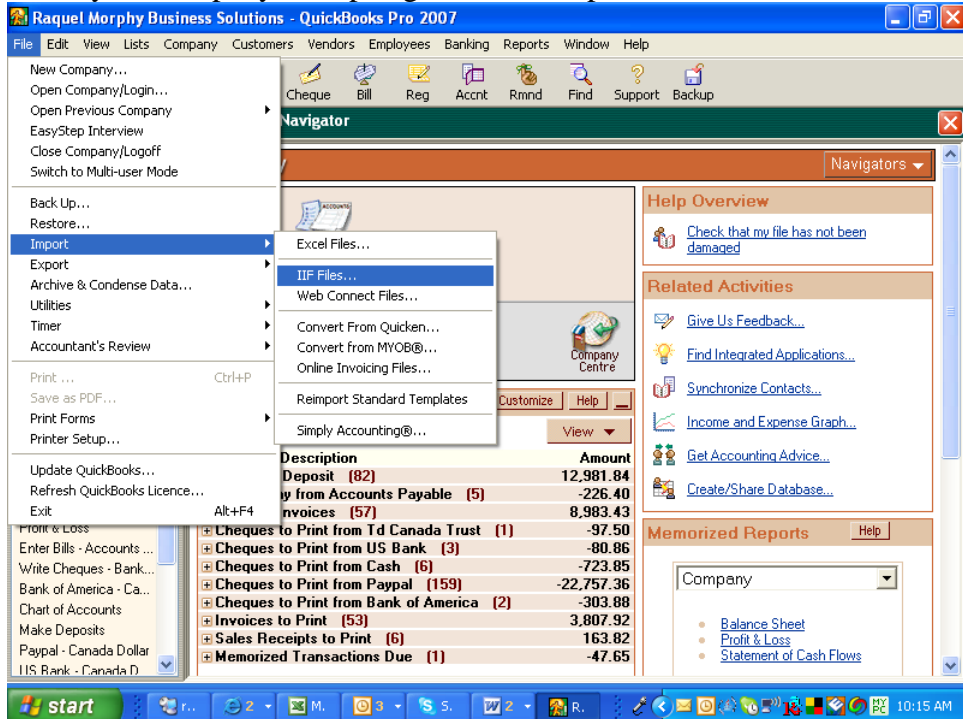 Raquel Morphy Business Solutions - QuickBooks Pro 2007
File Edit View Lists Company Customers Vendors Employees Banking Reports Window Help
Cheque Bill Reg Accnt Rmnd Find Support Backup
Navigator
Navigators
New Company...
Open Company/Login...
Open Previous Company
EasyStep Interview
Close Company/Logoff
Switch to Multi-user Mode
Back Up...
Restore...
Import
Export
Archive & Condense Data...
Utilities
Timer
Accountant's Review
Print ... Ctrl+P
Save as PDF...
Print Forms
Printer Setup...
Update QuickBooks...
Refresh QuickBooks Licence...
Exit Alt+F4
Excel Files...
IIF Files...
Web Connect Files...
Convert From Quicken...
Convert from MYOB®...
Online Invoicing Files...
Reimport Standard Templates
Simply Accounting®...
ACCOUNTS
Company
Centre
Customize Help
View
Description Amount
Deposit (82) 12,981.84
y from Accounts Payable (5) -226.40
nvoices (57) 8,983.43
Cheques to Print from Td Canada Trust (1) -97.50
Cheques to Print from US Bank (3) -80.86
Cheques to Print from Cash (6) -723.85
Cheques to Print from Paypal (159) -22,757.36
Cheques to Print from Bank of America (2) -303.88
Invoices to Print (53) 3,807.92
Sales Receipts to Print (6) 163.82
Memorized Transactions Due (1) -47.65
Profit & Loss
Enter Bills - Accounts ...
Write Cheques - Bank...
Bank of America - Ca...
Chart of Accounts
Make Deposits
Paypal - Canada Dollar
US Bank - Canada D
Help Overview
Check that my file has not been
damaged
Related Activities
Give Us Feedback...
Find Integrated Applications...
Synchronize Contacts...
Income and Expense Graph...
Get Accounting Advice...
Create/Share Database...
Memorized Reports Help
Company
Balance Sheet
Profit & Loss
Statement of Cash Flows
start r.. 2 M. 3 S. 2 R. 10:15 AM